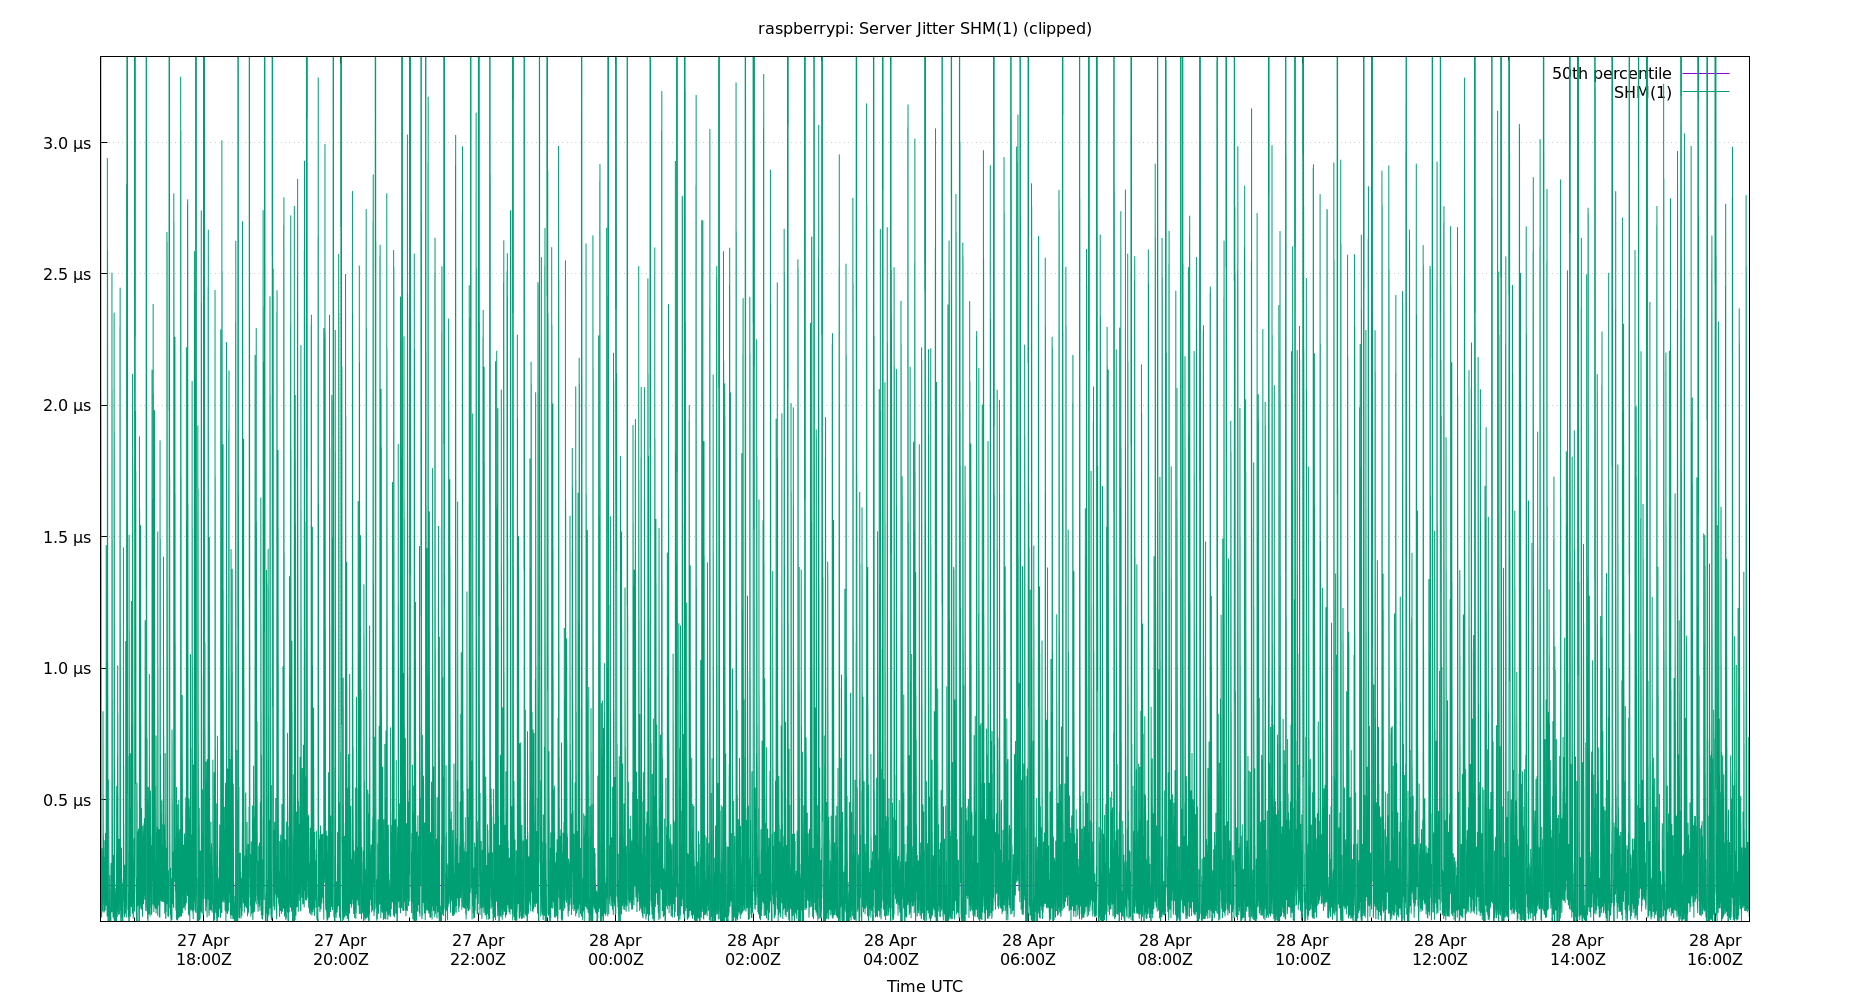 raspberrypi: Server Jitter SHM(1) (clipped)
50th percentile
SHM(1)
3.0 µs
2.5 µs
2.0 µs
1.5 µs
1.0 µs
0.5 µs
27 Apr 27 Apr 27 Apr 28 Apr 28 Apr 28 Apr 28 Apr 28 Apr 28 Apr 28 Apr 28 Apr 28 Apr
18:00Z 20:00Z 22:00Z 00:00Z 02:00Z 04:00Z 06:00Z 08:00Z 10:00Z 12:00Z 14:00Z 16:00Z
Time UTC